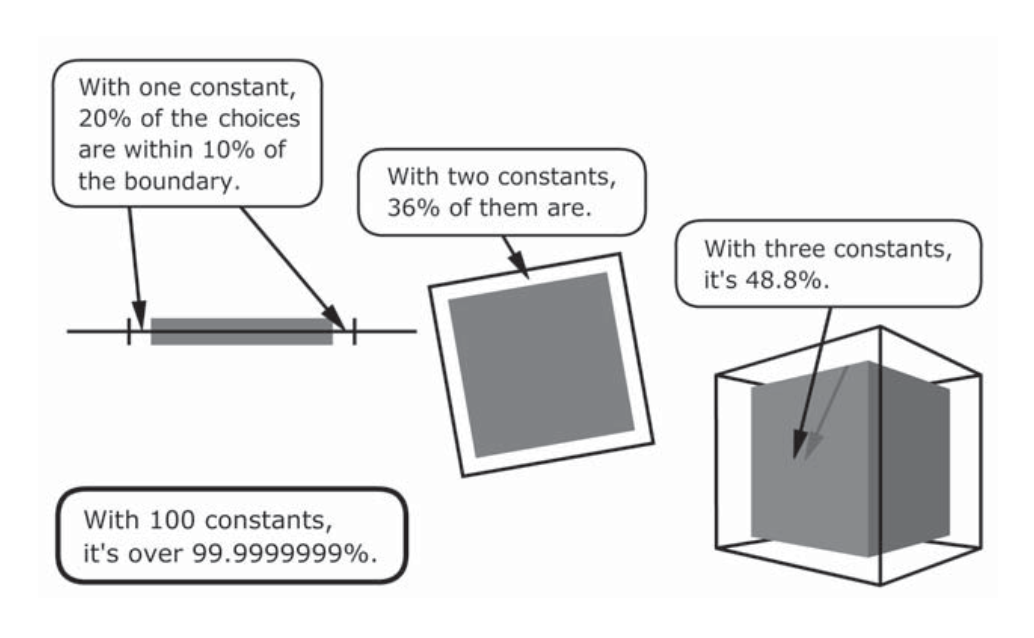 With one constant,
20% of the choices
are within 10% of
the boundary.
With two constants,
36% of them are.
With three constants,
it's 48.8%.
With 100 constants,
it's over 99.9999999%.